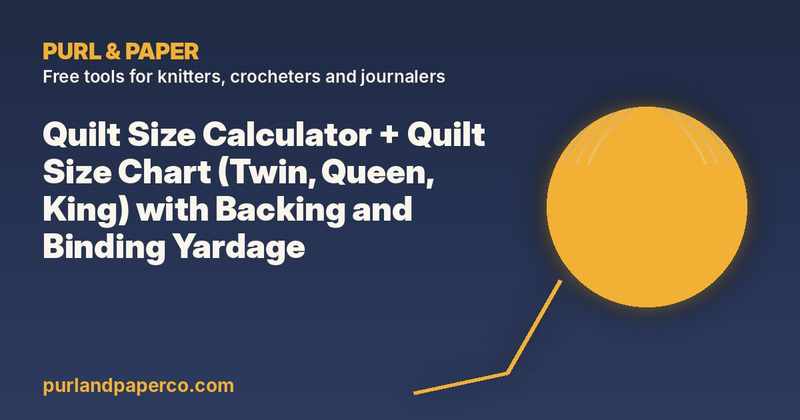 PURL & PAPER
Free tools for knitters, crocheters and journalers
Quilt Size Calculator + Quilt
Size Chart (Twin, Queen,
King) with Backing and
Binding Yardage
purlandpaperco.com